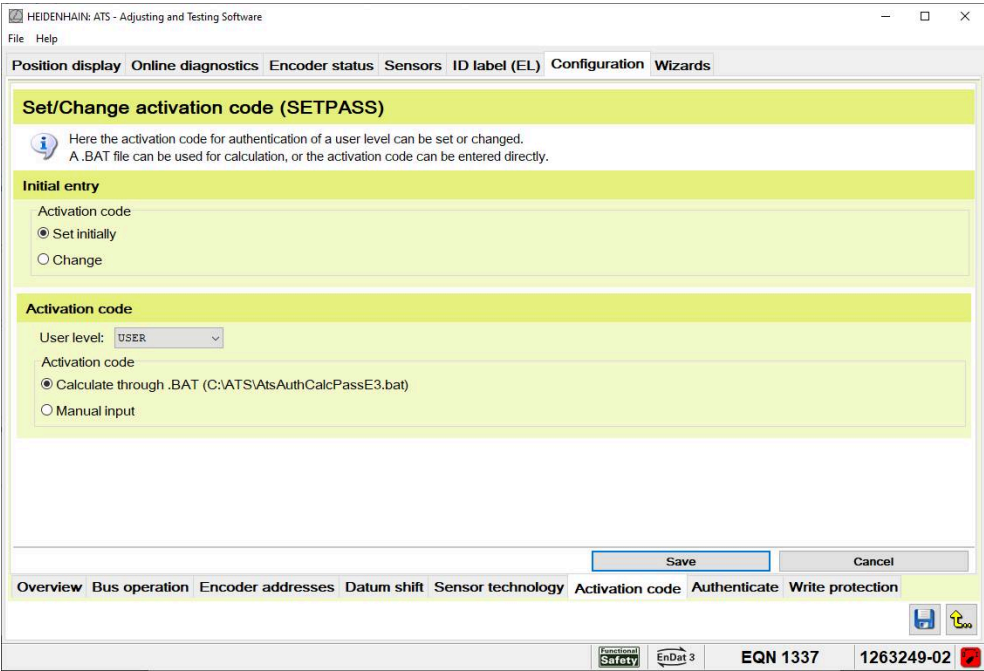 HEIDENHAIN: ATS - Adjusting and Testing Software
File Help
Position display Online diagnostics Encoder status Sensors ID label (EL) Configuration Wizards
Set/Change activation code (SETPASS)
Here the activation code for authentication of a user level can be set or changed.
A .BAT file can be used for calculation, or the activation code can be entered directly.
Initial entry
Activation code
Set initially
Change
Activation code
User level: USER
Activation code
Calculate through .BAT (C:\ATS\AtsAuthCalcPassE3.bat)
Manual input
Save Cancel
Overview Bus operation Encoder addresses Datum shift Sensor technology Activation code Authenticate Write protection
Functional
Safety EnDat 3 EQN 1337 1263249-02